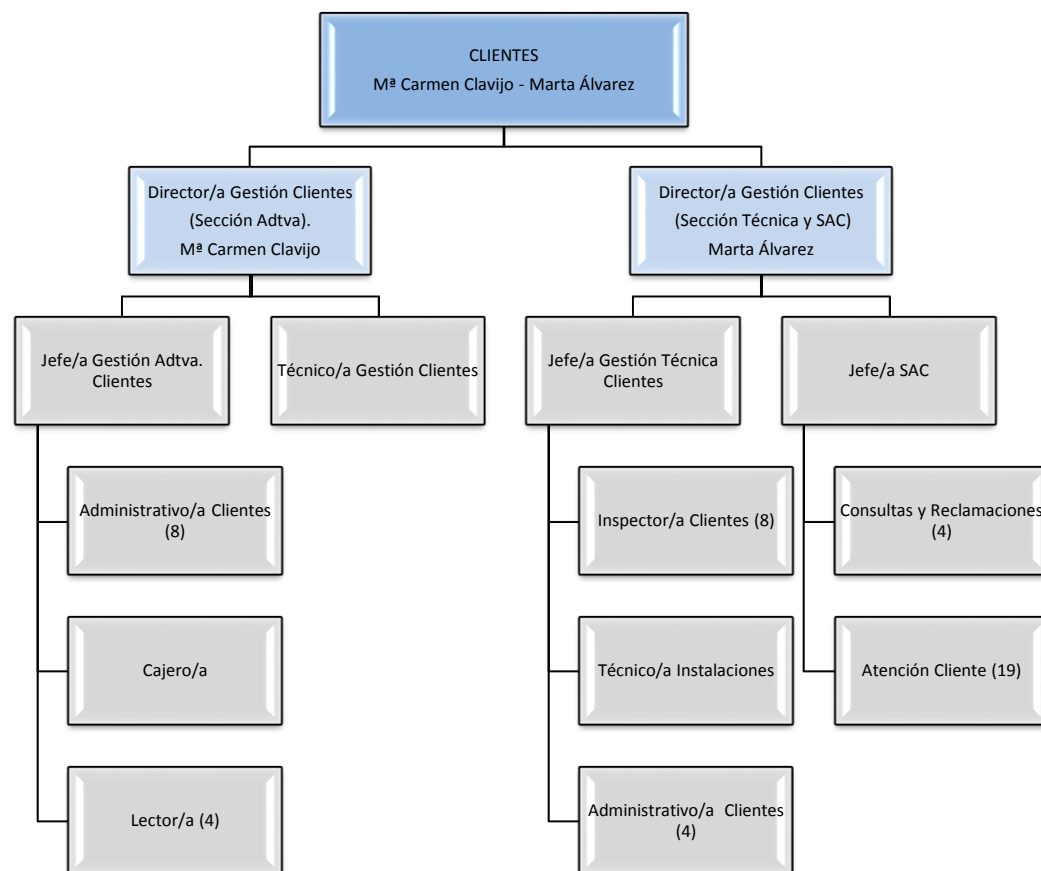 CLIENTES
Mª Carmen Clavijo - Marta Álvarez
Director/a Gestión Clientes
(Sección Adtva).
Mª Carmen Clavijo
Director/a Gestión Clientes
(Sección Técnica y SAC)
Marta Álvarez
Jefe/a Gestión Adtva.
Clientes
Técnico/a Gestión Clientes
Jefe/a Gestión Técnica
Clientes
Jefe/a SAC
Administrativo/a Clientes
(8)
Inspector/a Clientes (8)
Consultas y Reclamaciones
(4)
Cajero/a
Técnico/a Instalaciones
Atención Cliente (19)
Lector/a (4)
Administrativo/a Clientes
(4)